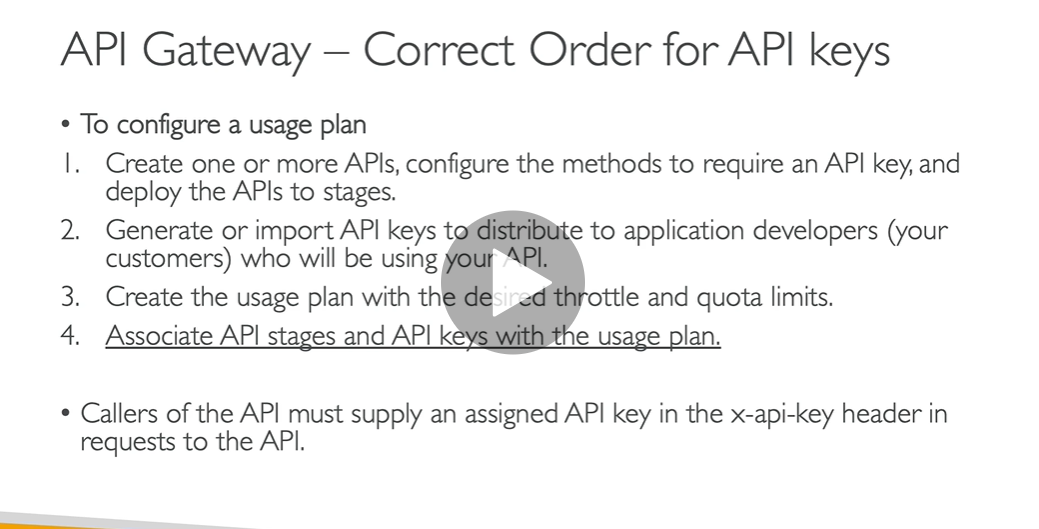 API Gateway – Correct Order for API keys
• To configure a usage plan
1. Create one or more APIs, configure the methods to require an API key, and
deploy the APIs to stages.
2. Generate or import API keys to distribute to application developers (your
customers) who will be using your API.
3. Create the usage plan with the desired throttle and quota limits.
4. Associate API stages and API keys with the usage plan.
• Callers of the API must supply an assigned API key in the x-api-key header in
requests to the API.